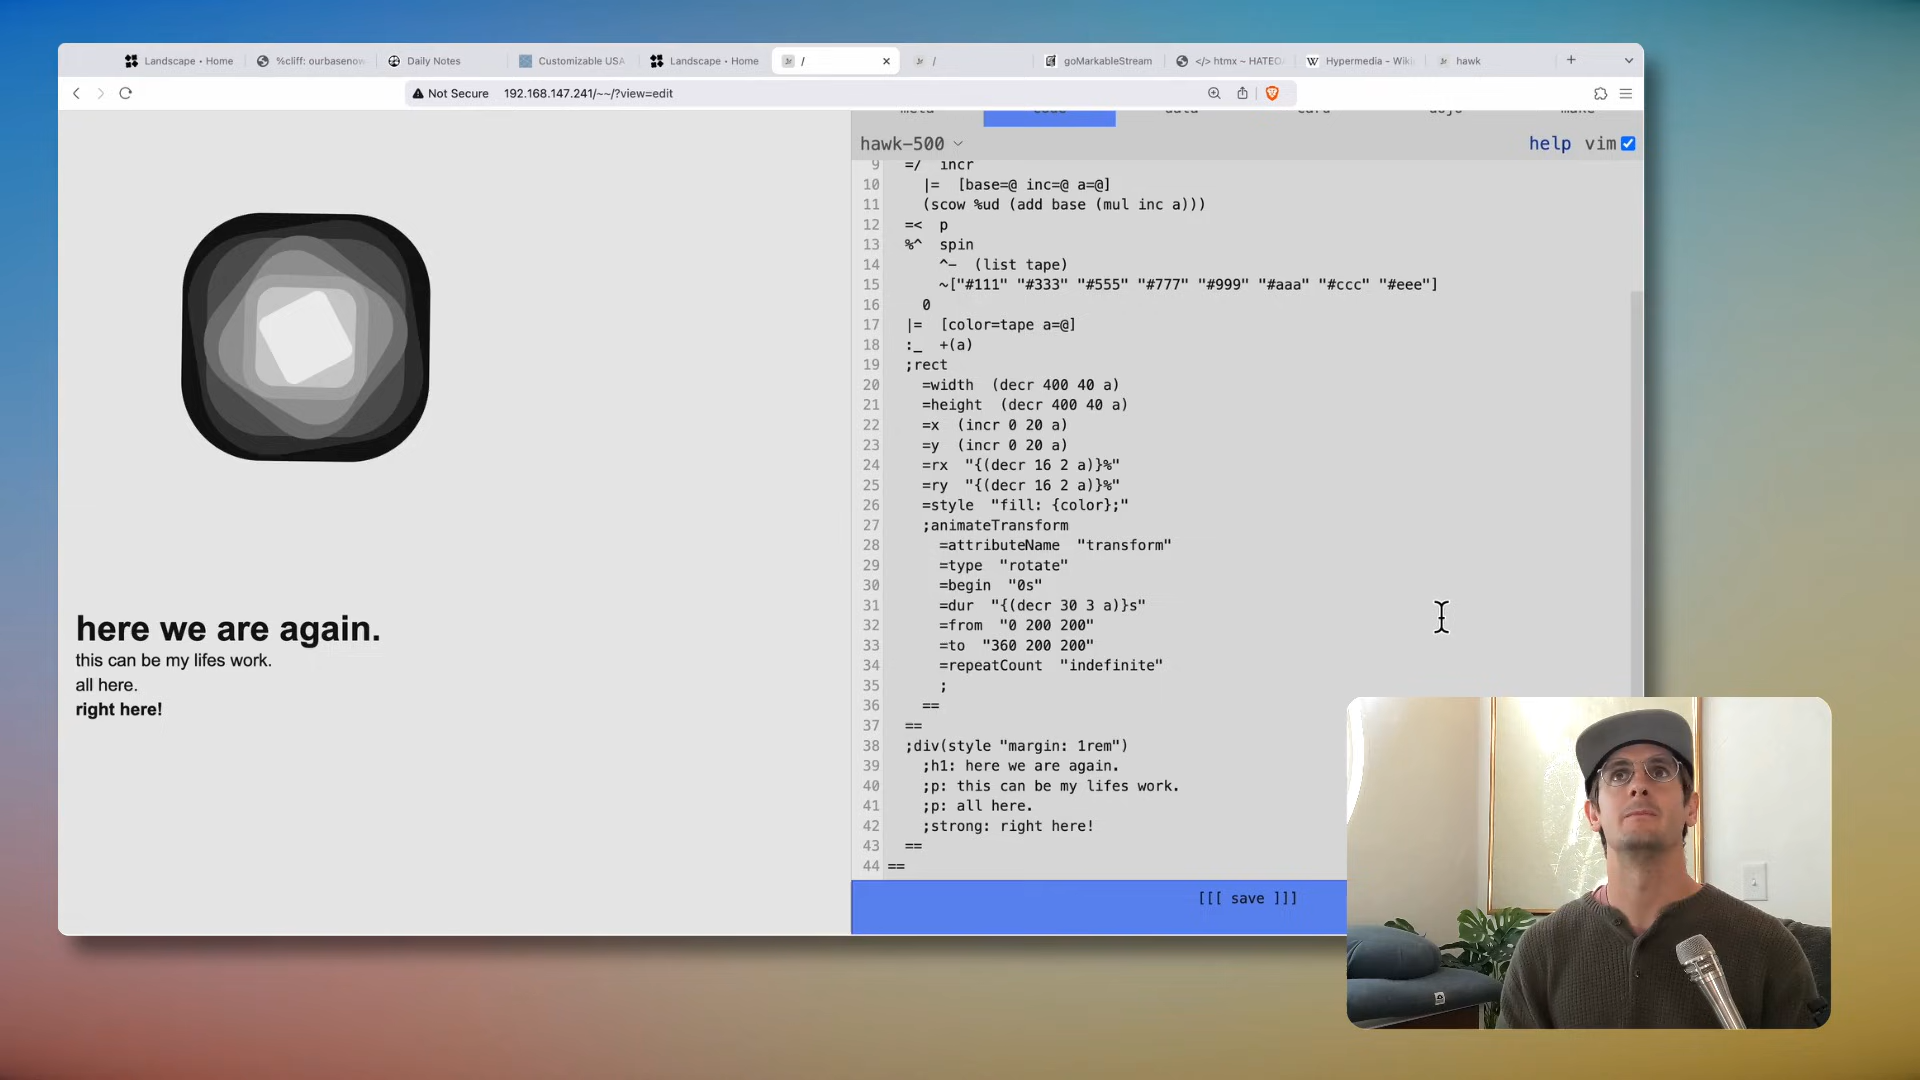 Landscape • Home
%cliff: ourbasenow
Daily Notes
Customizable USA
Landscape • Home
/
/
goMarkableStream
</> htmx ~ HATEO
Hypermedia - Wiki
hawk
Not Secure
192.168.147.241/~~/?view=edit
code
data
dojo
make
hawk-500
help
vim
9 =/ incr
10 |= [base=@ inc=@ a=@]
11 (scow %ud (add base (mul inc a)))
12 =< p
13 %^ spin
14 ^- (list tape)
15 ~["#111" "#333" "#555" "#777" "#999" "#aaa" "#ccc" "#eee"]
16 0
17 |= [color=tape a=@]
18 :_ +(a)
19 ;rect
20 =width (decr 400 40 a)
21 =height (decr 400 40 a)
22 =x (incr 0 20 a)
23 =y (incr 0 20 a)
24 =rx "{(decr 16 2 a)}%"
25 =ry "{(decr 16 2 a)}%"
26 =style "fill: {color};"
27 ;animateTransform
28 =attributeName "transform"
29 =type "rotate"
30 =begin "0s"
31 =dur "{(decr 30 3 a)}s"
32 =from "0 200 200"
33 =to "360 200 200"
34 =repeatCount "indefinite"
35 ;
36 ==
37 ==
38 ;div(style "margin: 1rem")
39 ;h1: here we are again.
40 ;p: this can be my lifes work.
41 ;p: all here.
42 ;strong: right here!
43 ==
44 ==
[[[ save ]]]
here we are again.
this can be my lifes work.
all here.
right here!